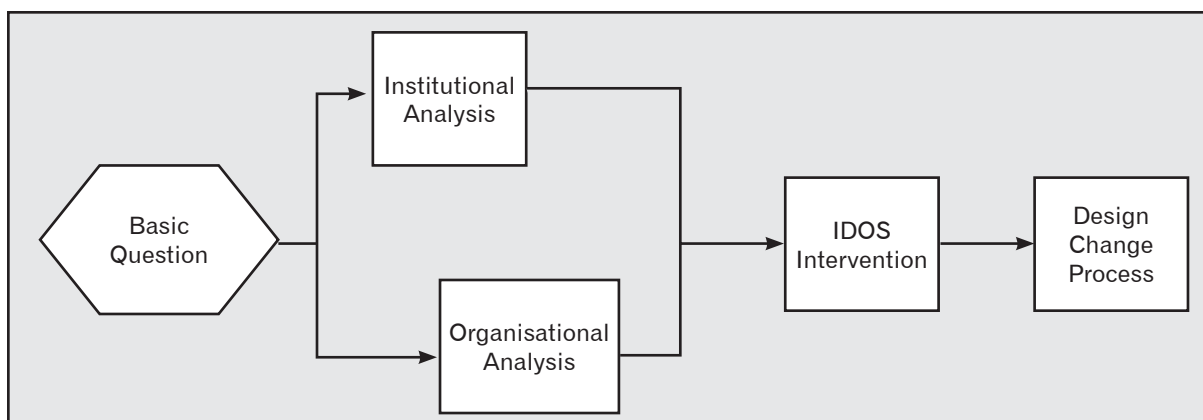 Institutional
Analysis
Basic
Question
Organisational
Analysis
IDOS
Intervention
Design
Change
Process